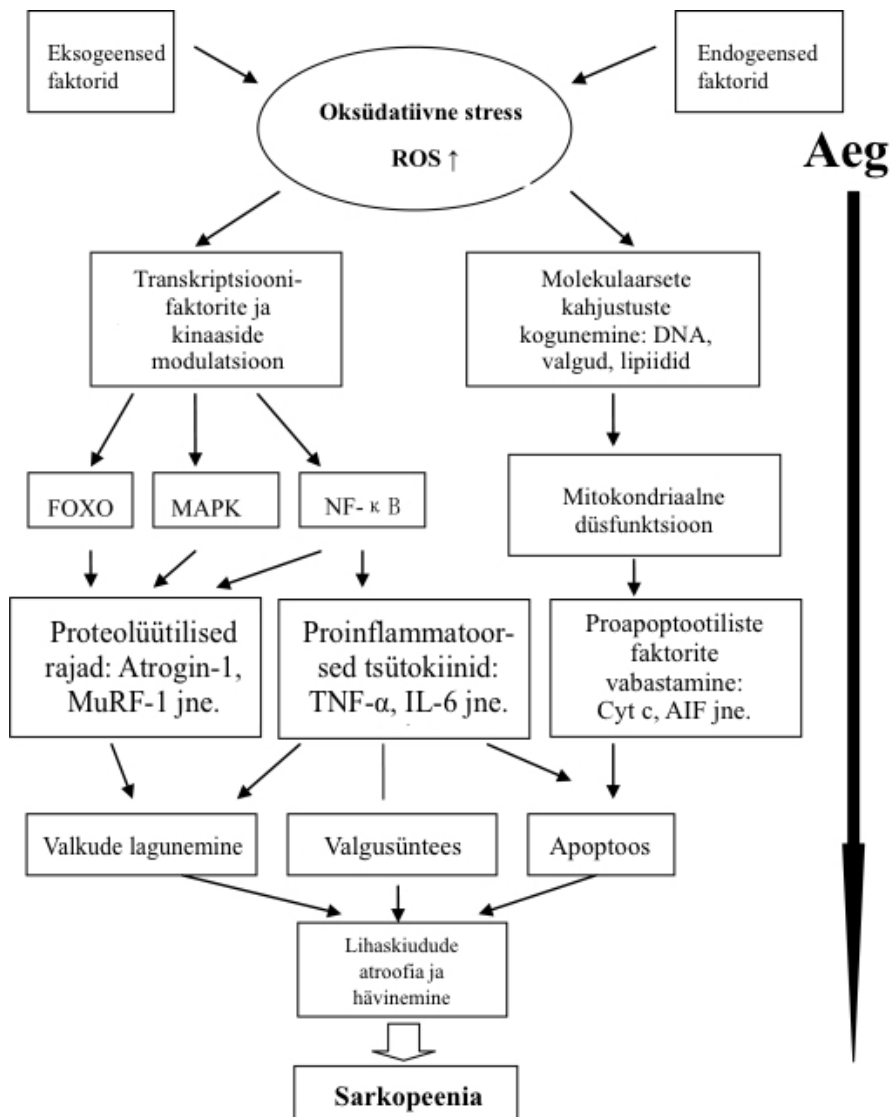 Eksogeensed
faktorid
Endogeensed
faktorid
Oksüdatiivne stress
ROS ↑
Aeg
Transkriptsiooni-
faktorite ja
kinaaside
modulatsioon
Molekulaarsete
kahjustuste
kogunemine: DNA,
valgud, lipiidid
FOXO
MAPK
NF-κB
Mitokondriaalne
düsfunktsioon
Proteolüütilised
rajad: Atrogin-1,
MuRF-1 jne.
Proinflammatoor-
sed tsütokiinid:
TNF-α, IL-6 jne.
Proapoptootiliste
faktorite
vabastamine:
Cyt c, AIF jne.
Valkude lagunemine
Valgusüntees
Apoptoos
Lihaskiudude
atroofia ja
hävinemine
Sarkopeenia